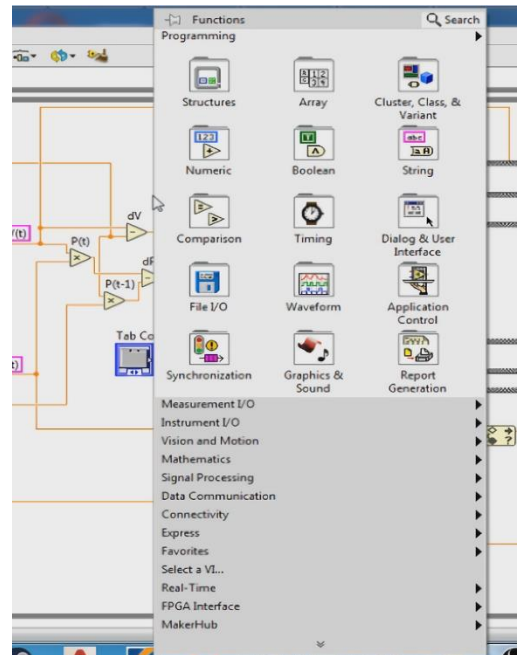 Functions
Search
Programming
Structures
Array
Cluster, Class, &
Variant
Numeric
Boolean
String
Comparison
Timing
Dialog & User
Interface
File I/O
Waveform
Application
Control
Synchronization
Graphics &
Sound
Report
Generation
Measurement I/O
Instrument I/O
Vision and Motion
Mathematics
Signal Processing
Data Communication
Connectivity
Express
Favorites
Select a VI...
Real-Time
FPGA Interface
MakerHub
dV
P(t)
P(t-1)
Tab Co